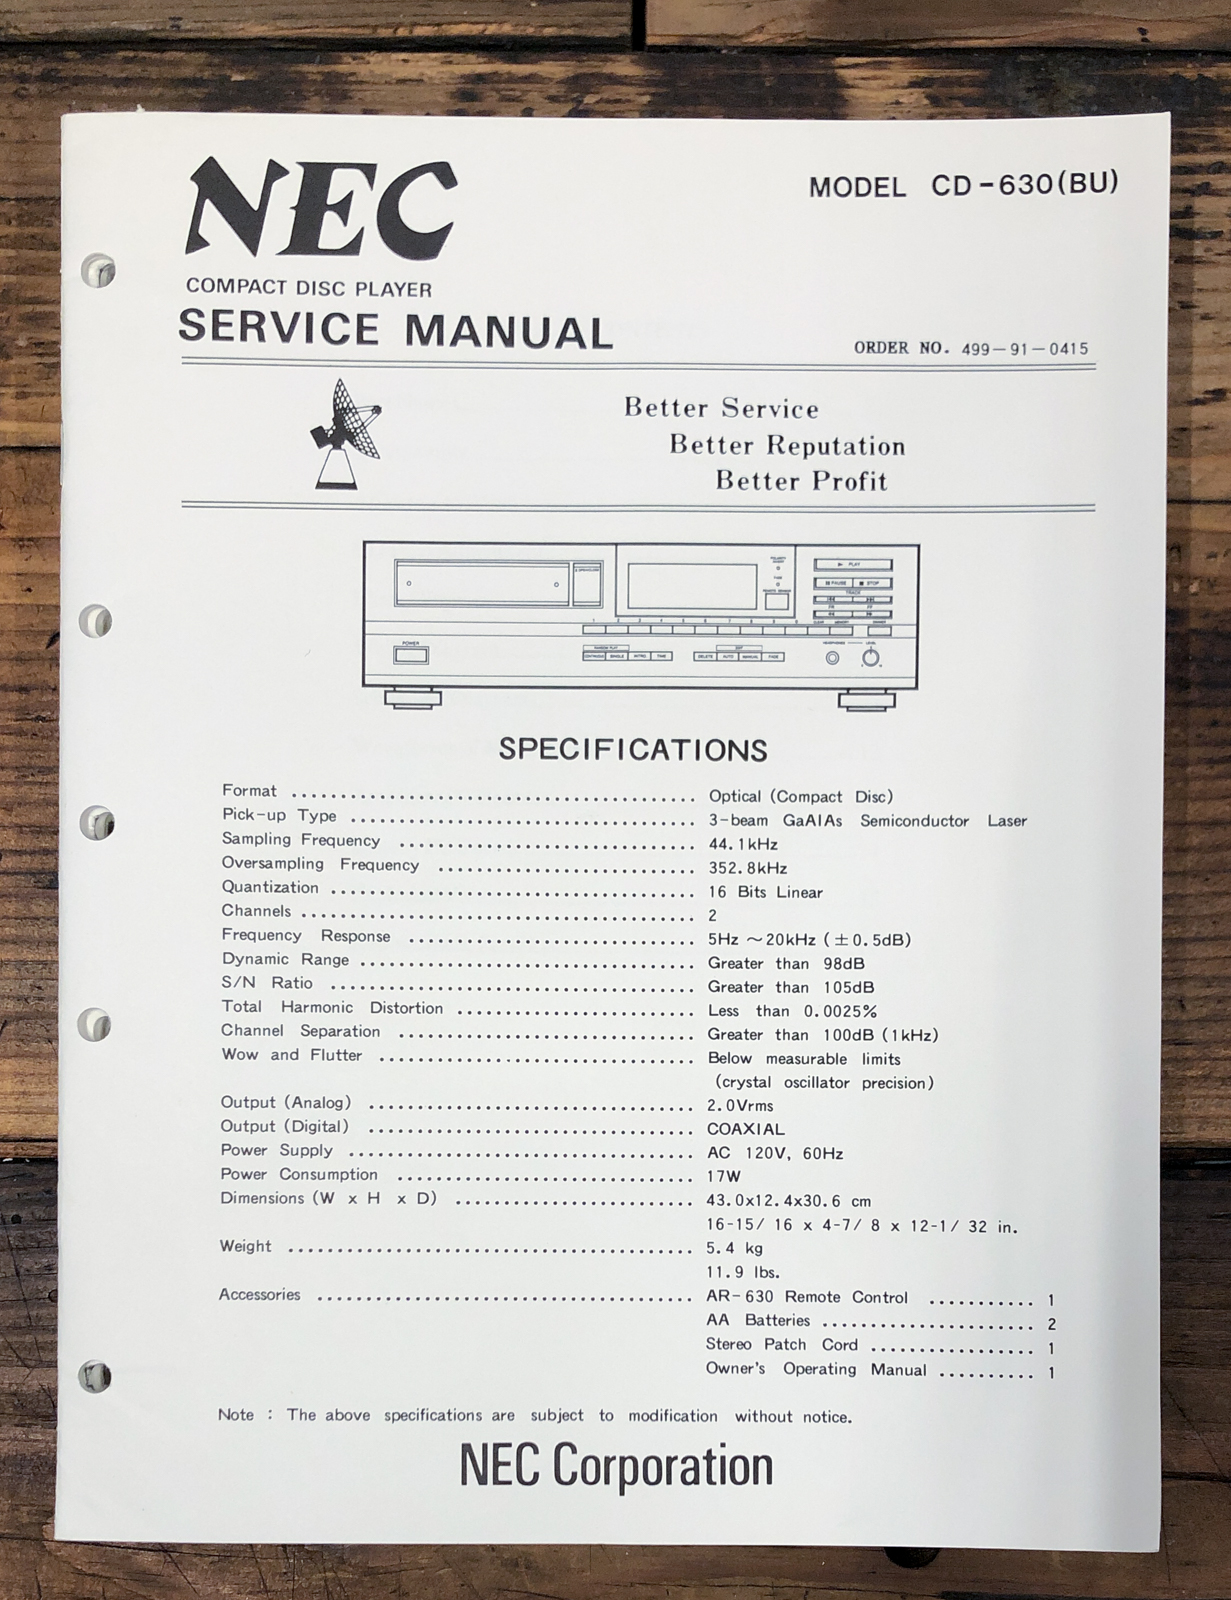 NEC
MODEL CD-630(BU)
COMPACT DISC PLAYER
SERVICE MANUAL
ORDER NO. 499-91-0415
Better Service
Better Reputation
Better Profit
PLAY
PAUSE STOP
TRACK
POWER
SPECIFICATIONS
Format ........ Optical (Compact Disc)
Pick-up Type ........ 3-beam GaAlAs Semiconductor Laser
Sampling Frequency ........ 44.1kHz
Oversampling Frequency ........ 352.8kHz
Quantization ........ 16 Bits Linear
Channels ........ 2
Frequency Response ........ 5Hz ~20kHz (±0.5dB)
Dynamic Range ........ Greater than 98dB
S/N Ratio ........ Greater than 105dB
Total Harmonic Distortion ........ Less than 0.0025%
Channel Separation ........ Greater than 100dB (1kHz)
Wow and Flutter ........ Below measurable limits
(crystal oscillator precision)
Output (Analog) ........ 2.0Vrms
Output (Digital) ........ COAXIAL
Power Supply ........ AC 120V, 60Hz
Power Consumption ........ 17W
Dimensions (W x H x D) ........ 43.0x12.4x30.6 cm
16-15/16 x 4-7/8 x 12-1/32 in.
Weight ........ 5.4 kg
11.9 lbs.
Accessories ........ AR-630 Remote Control ........ 1
AA Batteries ........ 2
Stereo Patch Cord ........ 1
Owner's Operating Manual ........ 1
Note : The above specifications are subject to modification without notice.
NEC Corporation